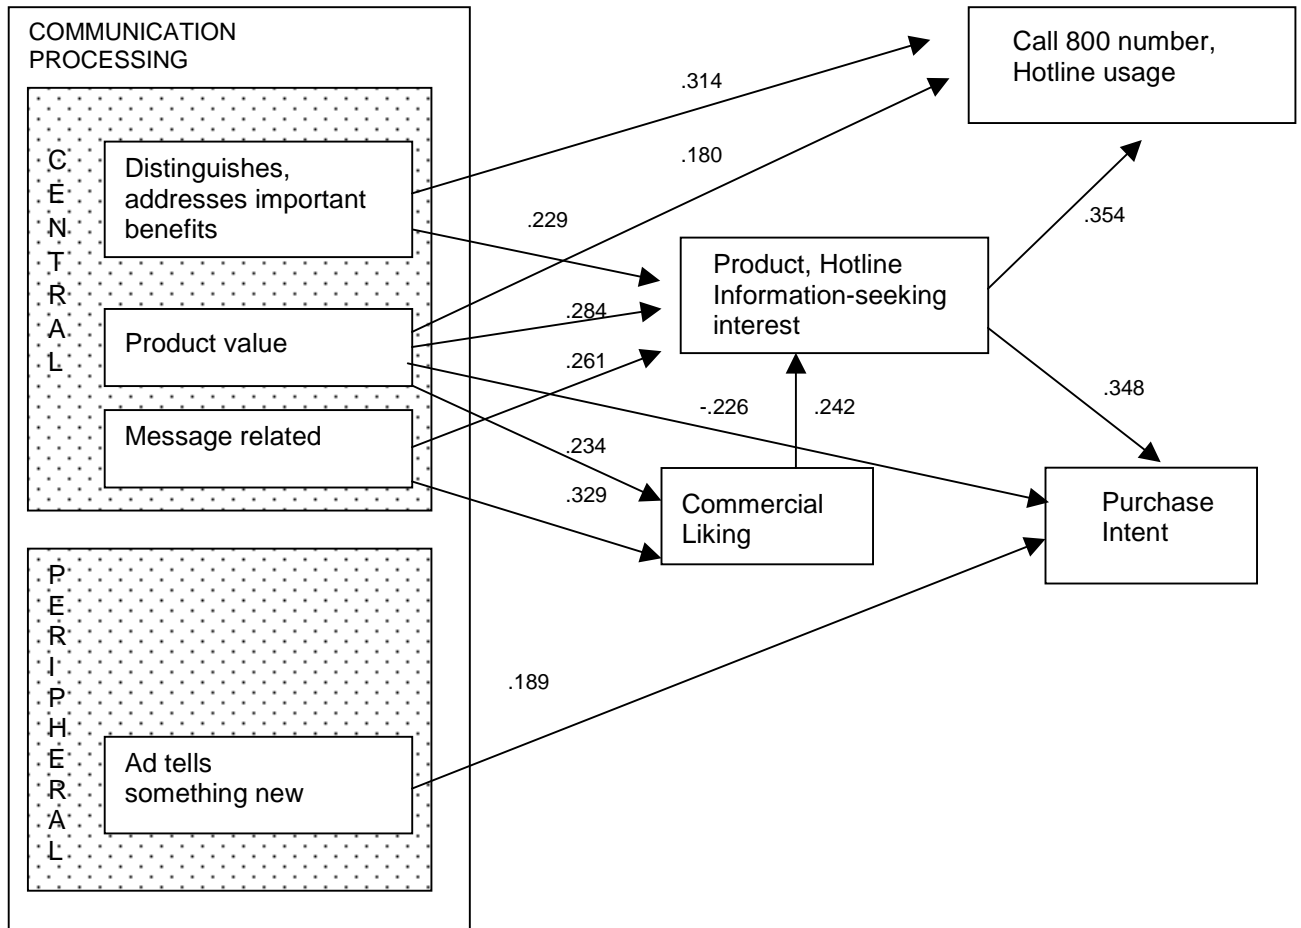 COMMUNICATION
PROCESSING
CENTRAL
Distinguishes,
addresses important
benefits
Product value
Message related
PERIPHERAL
Ad tells
something new
.314
.180
.229
.284
.261
-.226
.242
.234
.329
.189
.354
.348
Call 800 number,
Hotline usage
Product, Hotline
Information-seeking
interest
Commercial
Liking
Purchase
Intent